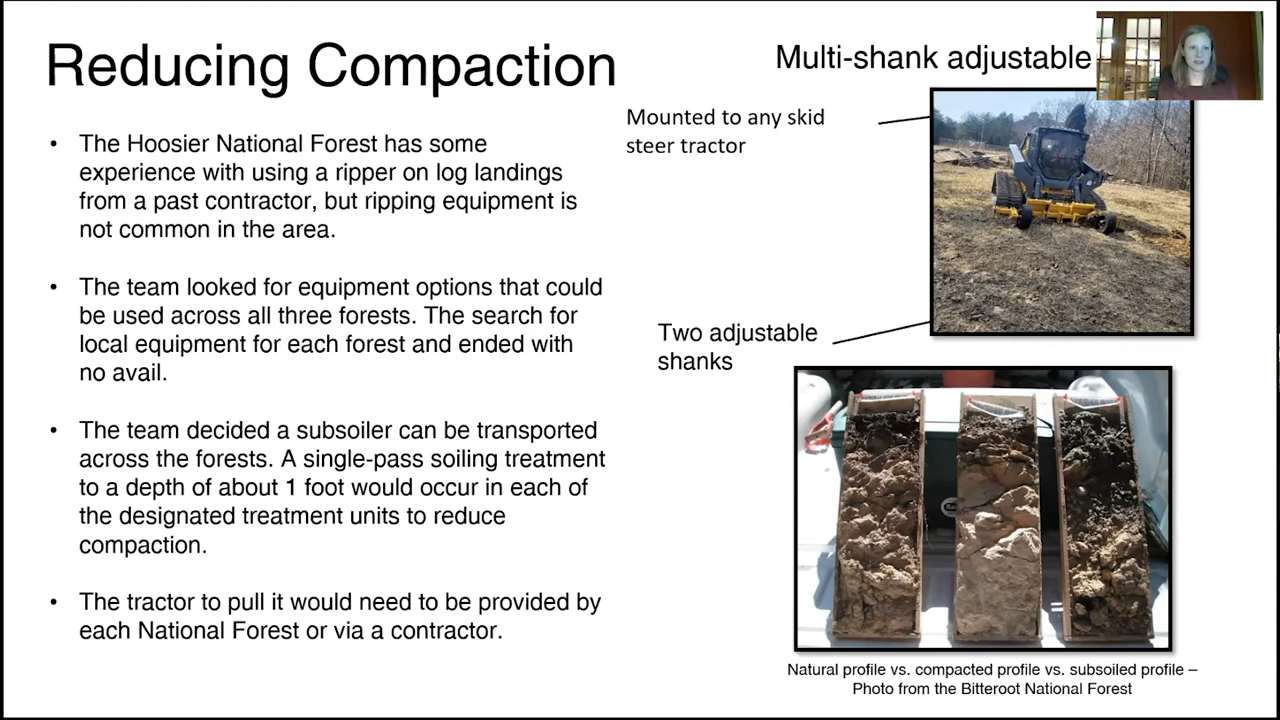 Reducing Compaction
• The Hoosier National Forest has some
experience with using a ripper on log landings
from a past contractor, but ripping equipment is
not common in the area.
• The team looked for equipment options that could
be used across all three forests. The search for
local equipment for each forest and ended with
no avail.
• The team decided a subsoiler can be transported
across the forests. A single-pass soiling treatment
to a depth of about 1 foot would occur in each of
the designated treatment units to reduce
compaction.
• The tractor to pull it would need to be provided by
each National Forest or via a contractor.
Multi-shank adjustable
Mounted to any skid
steer tractor
Two adjustable
shanks
Natural profile vs. compacted profile vs. subsoiled profile –
Photo from the Bitteroot National Forest